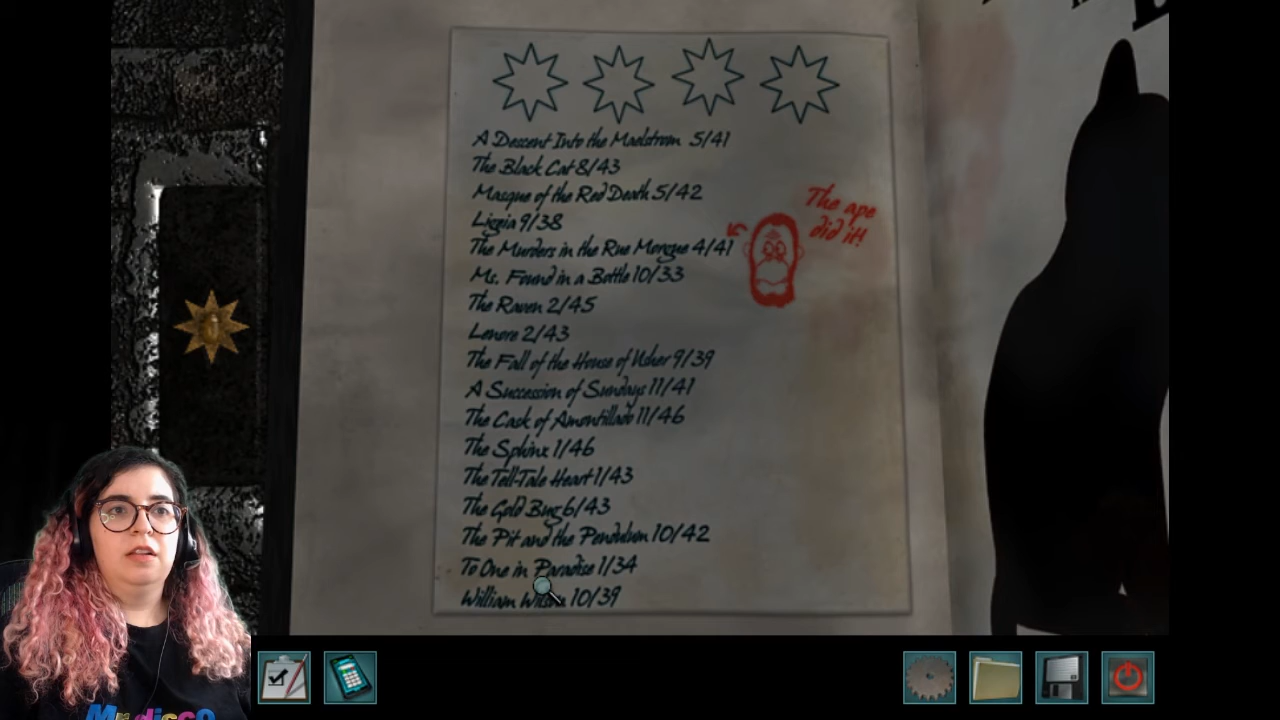 A Descent Into the Maelstrom 5/41
The Black Cat 8/43
Masque of the Red Death 5/42
Ligeia 9/38
The Murders in the Rue Morgue 4/41
Ms. Found in a Bottle 10/33
The Raven 2/45
Lenore 2/43
The Fall of the House of Usher 9/39
A Succession of Sundays 11/41
The Cask of Amontillado 11/46
The Sphinx 1/46
The Tell-Tale Heart 1/43
The Gold Bug 6/43
The Pit and the Pendulum 10/42
To One in Paradise 1/34
William Wilson 10/39
The ape
did it!